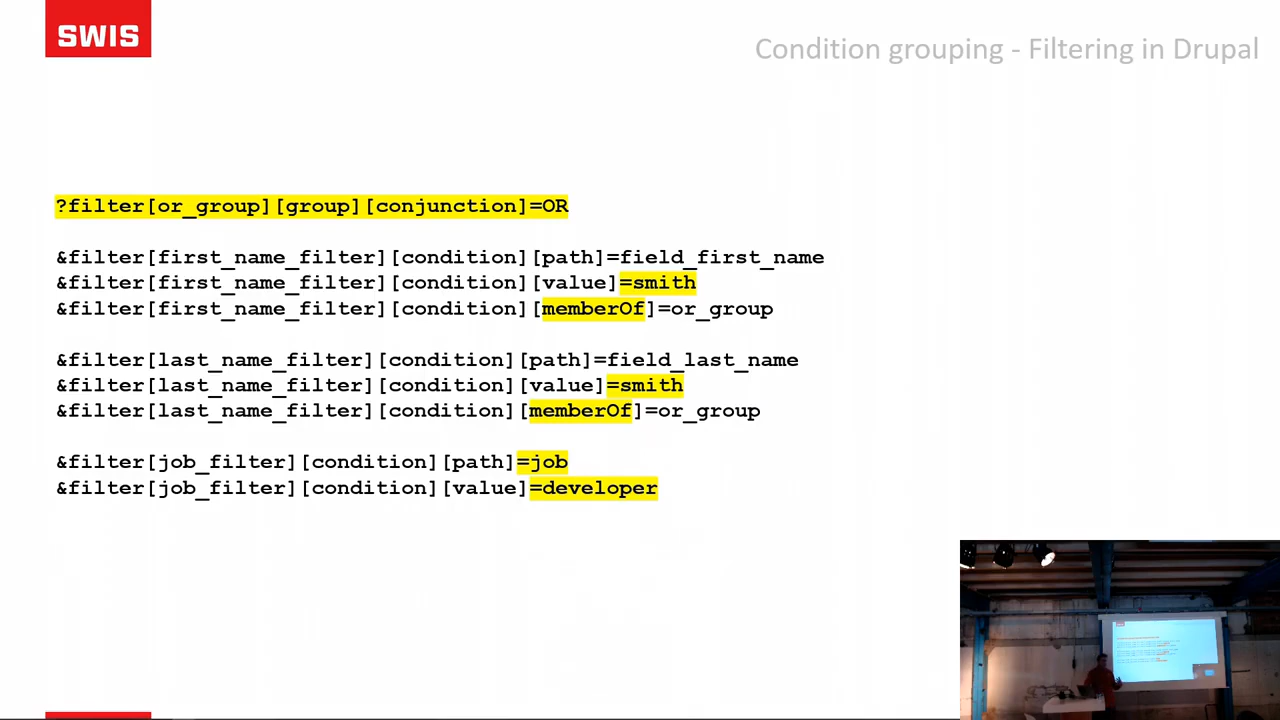 SWIS
Condition grouping - Filtering in Drupal
?filter[or_group][group][conjunction]=OR
&filter[first_name_filter][condition][path]=field_first_name
&filter[first_name_filter][condition][value]=smith
&filter[first_name_filter][condition][memberOf]=or_group
&filter[last_name_filter][condition][path]=field_last_name
&filter[last_name_filter][condition][value]=smith
&filter[last_name_filter][condition][memberOf]=or_group
&filter[job_filter][condition][path]=job
&filter[job_filter][condition][value]=developer